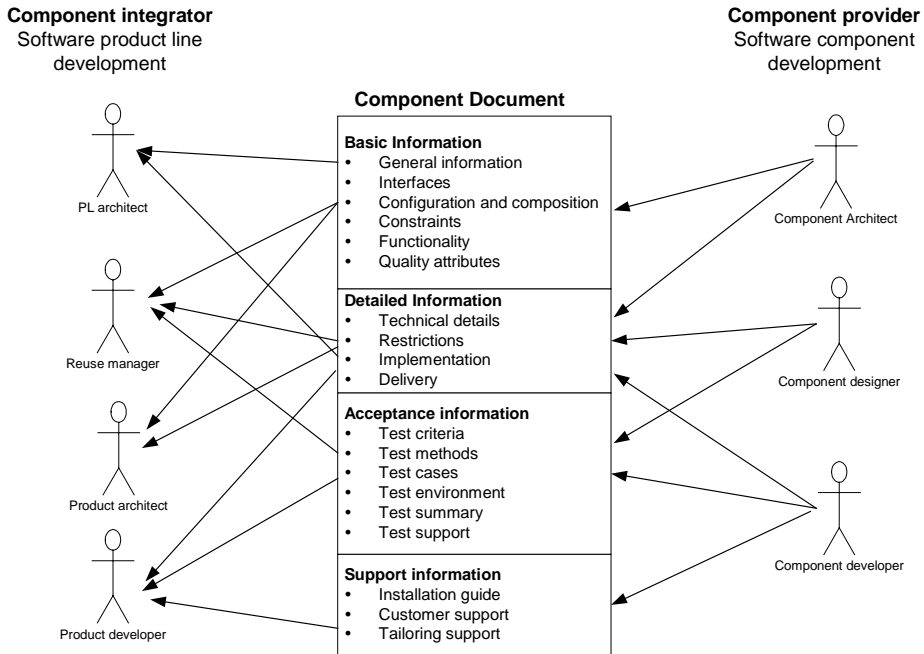 Component integrator
Software product line
development
PL architect
Reuse manager
Product architect
Product developer
Component Document
Basic Information
• General information
• Interfaces
• Configuration and composition
• Constraints
• Functionality
• Quality attributes
Detailed Information
• Technical details
• Restrictions
• Implementation
• Delivery
Acceptance information
• Test criteria
• Test methods
• Test cases
• Test environment
• Test summary
• Test support
Support information
• Installation guide
• Customer support
• Tailoring support
Component provider
Software component
development
Component Architect
Component designer
Component developer